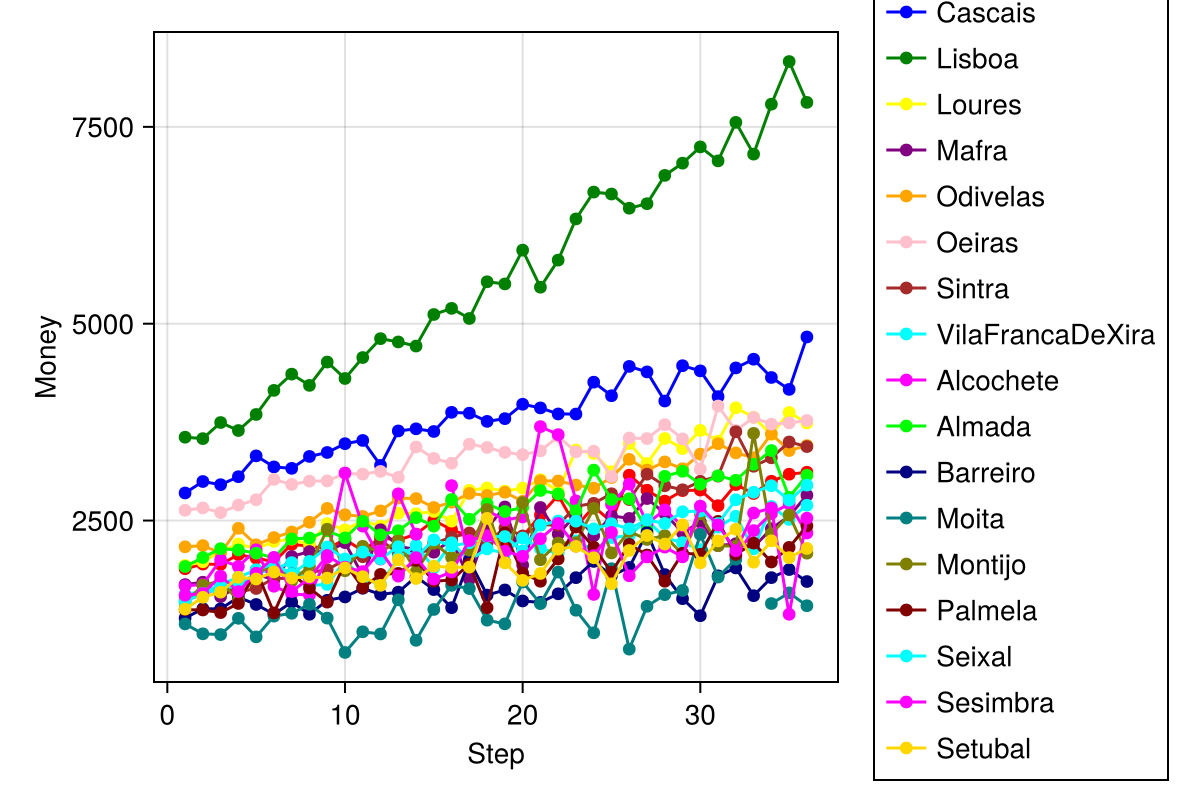 Money
7500
5000
2500
0 10 20 30
Step
Cascais
Lisboa
Loures
Mafra
Odivelas
Oeiras
Sintra
VilaFrancaDeXira
Alcochete
Almada
Barreiro
Moita
Montijo
Palmela
Seixal
Sesimbra
Setubal